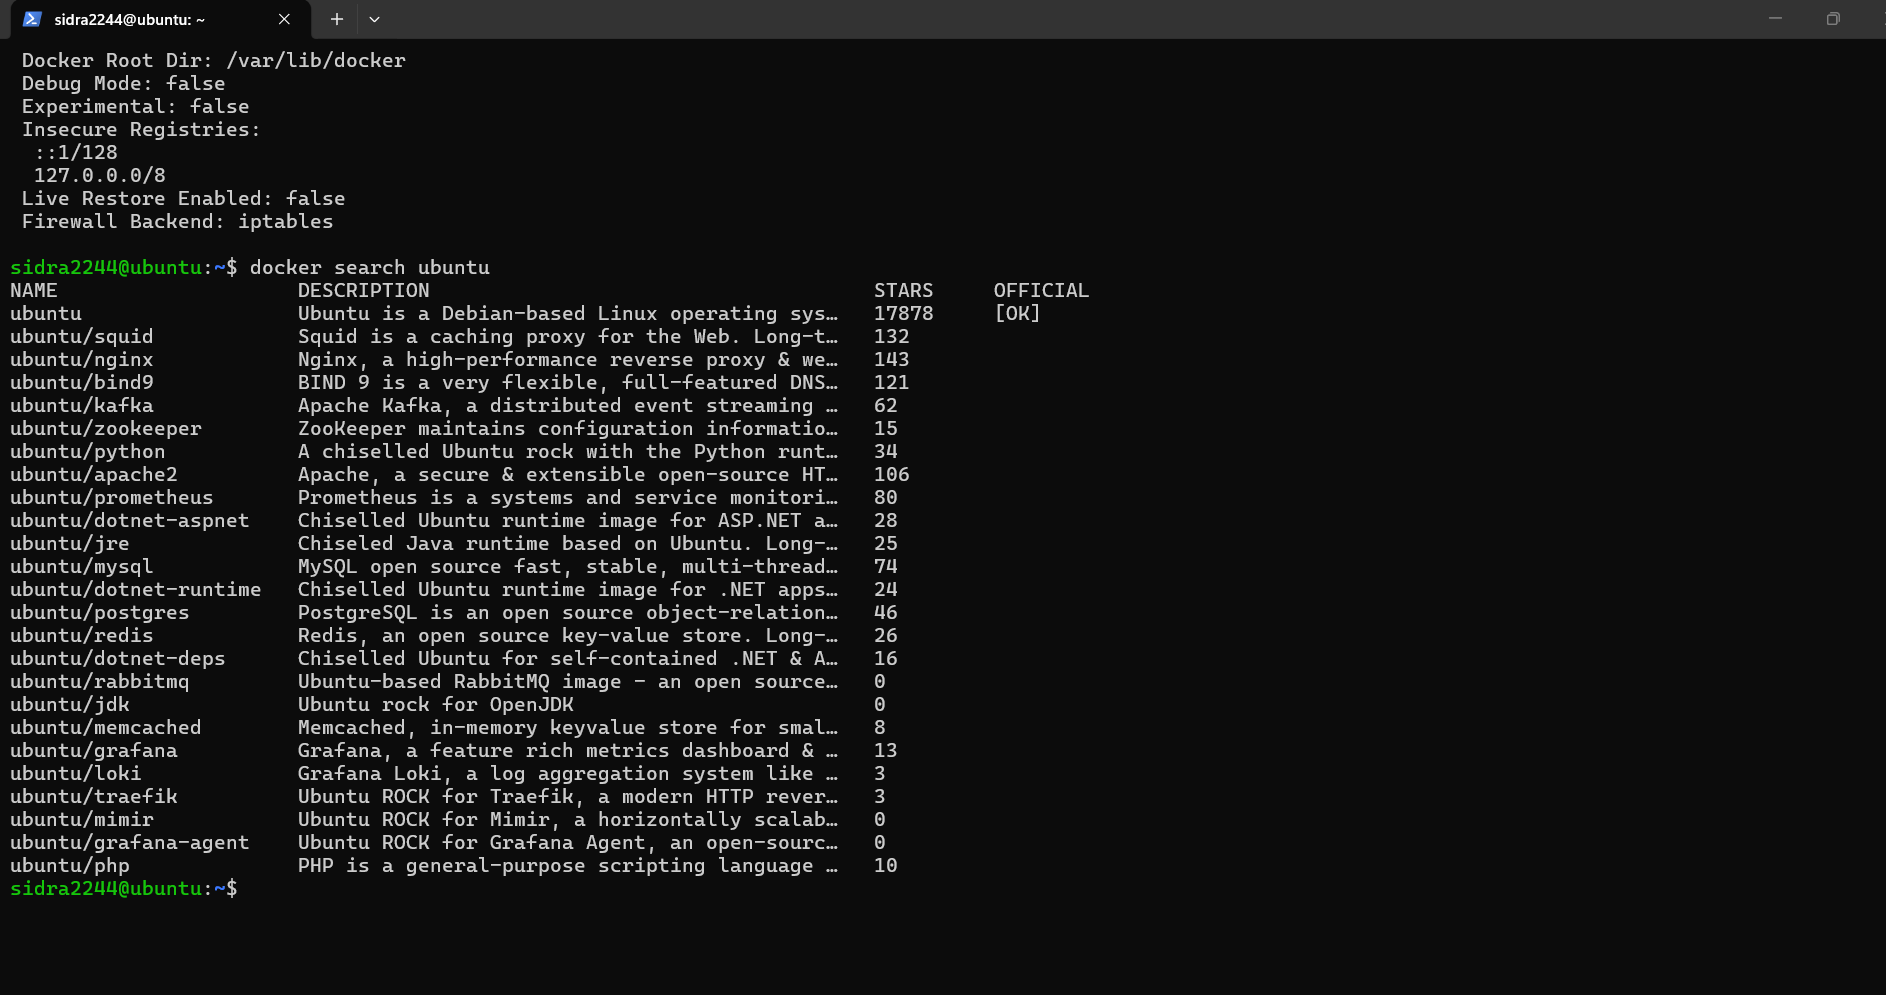 sidra2244@ubuntu: ~
Docker Root Dir: /var/lib/docker
Debug Mode: false
Experimental: false
Insecure Registries:
::1/128
127.0.0.0/8
Live Restore Enabled: false
Firewall Backend: iptables
sidra2244@ubuntu:~$ docker search ubuntu
NAME DESCRIPTION STARS OFFICIAL
ubuntu Ubuntu is a Debian-based Linux operating sys… 17878 [OK]
ubuntu/squid Squid is a caching proxy for the Web. Long-t… 132
ubuntu/nginx Nginx, a high-performance reverse proxy & we… 143
ubuntu/bind9 BIND 9 is a very flexible, full-featured DNS… 121
ubuntu/kafka Apache Kafka, a distributed event streaming … 62
ubuntu/zookeeper ZooKeeper maintains configuration informatio… 15
ubuntu/python A chiselled Ubuntu rock with the Python runt… 34
ubuntu/apache2 Apache, a secure & extensible open-source HT… 106
ubuntu/prometheus Prometheus is a systems and service monitori… 80
ubuntu/dotnet-aspnet Chiselled Ubuntu runtime image for ASP.NET a… 28
ubuntu/jre Chiseled Java runtime based on Ubuntu. Long-… 25
ubuntu/mysql MySQL open source fast, stable, multi-thread… 74
ubuntu/dotnet-runtime Chiselled Ubuntu runtime image for .NET apps… 24
ubuntu/postgres PostgreSQL is an open source object-relation… 46
ubuntu/redis Redis, an open source key-value store. Long-… 26
ubuntu/dotnet-deps Chiselled Ubuntu for self-contained .NET & A… 16
ubuntu/rabbitmq Ubuntu-based RabbitMQ image - an open source… 0
ubuntu/jdk Ubuntu rock for OpenJDK 0
ubuntu/memcached Memcached, in-memory keyvalue store for smal… 8
ubuntu/grafana Grafana, a feature rich metrics dashboard & … 13
ubuntu/loki Grafana Loki, a log aggregation system like … 3
ubuntu/traefik Ubuntu ROCK for Traefik, a modern HTTP rever… 3
ubuntu/mimir Ubuntu ROCK for Mimir, a horizontally scalab… 0
ubuntu/grafana-agent Ubuntu ROCK for Grafana Agent, an open-sourc… 0
ubuntu/php PHP is a general-purpose scripting language … 10
sidra2244@ubuntu:~$